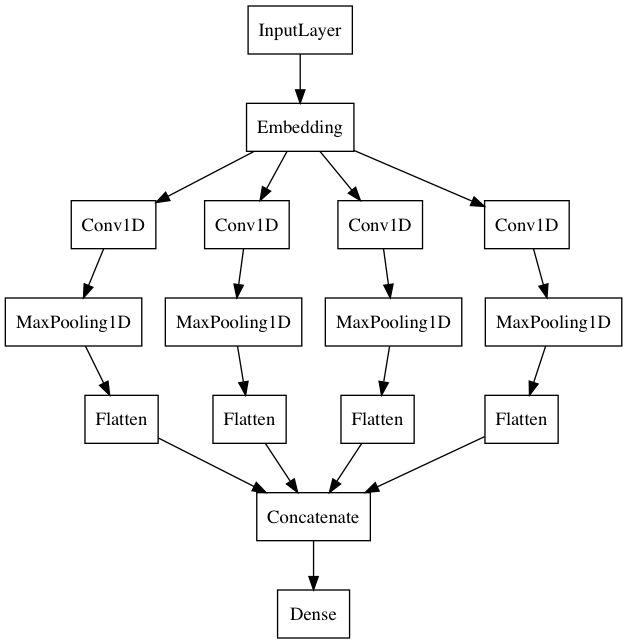 InputLayer
Embedding
Conv1D
Conv1D
Conv1D
Conv1D
MaxPooling1D
MaxPooling1D
MaxPooling1D
MaxPooling1D
Flatten
Flatten
Flatten
Flatten
Concatenate
Dense